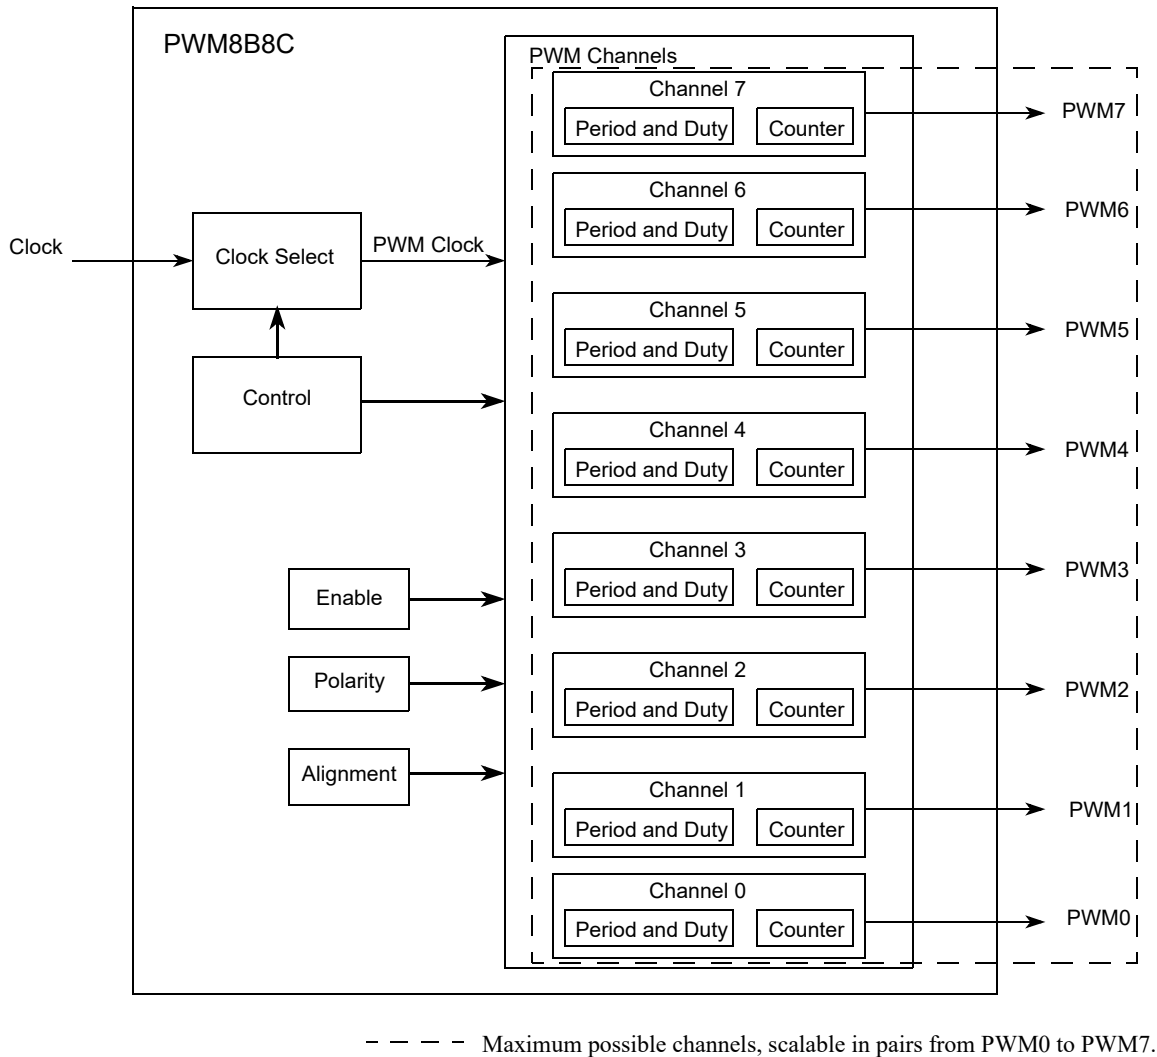 PWM8B8C
PWM Channels
Channel 7
Period and Duty
Counter
PWM7
Channel 6
Period and Duty
Counter
PWM6
Clock
Clock Select
PWM Clock
Channel 5
Period and Duty
Counter
PWM5
Control
Channel 4
Period and Duty
Counter
PWM4
Channel 3
Period and Duty
Counter
PWM3
Enable
Channel 2
Period and Duty
Counter
PWM2
Polarity
Alignment
Channel 1
Period and Duty
Counter
PWM1
Channel 0
Period and Duty
Counter
PWM0
Maximum possible channels, scalable in pairs from PWM0 to PWM7.